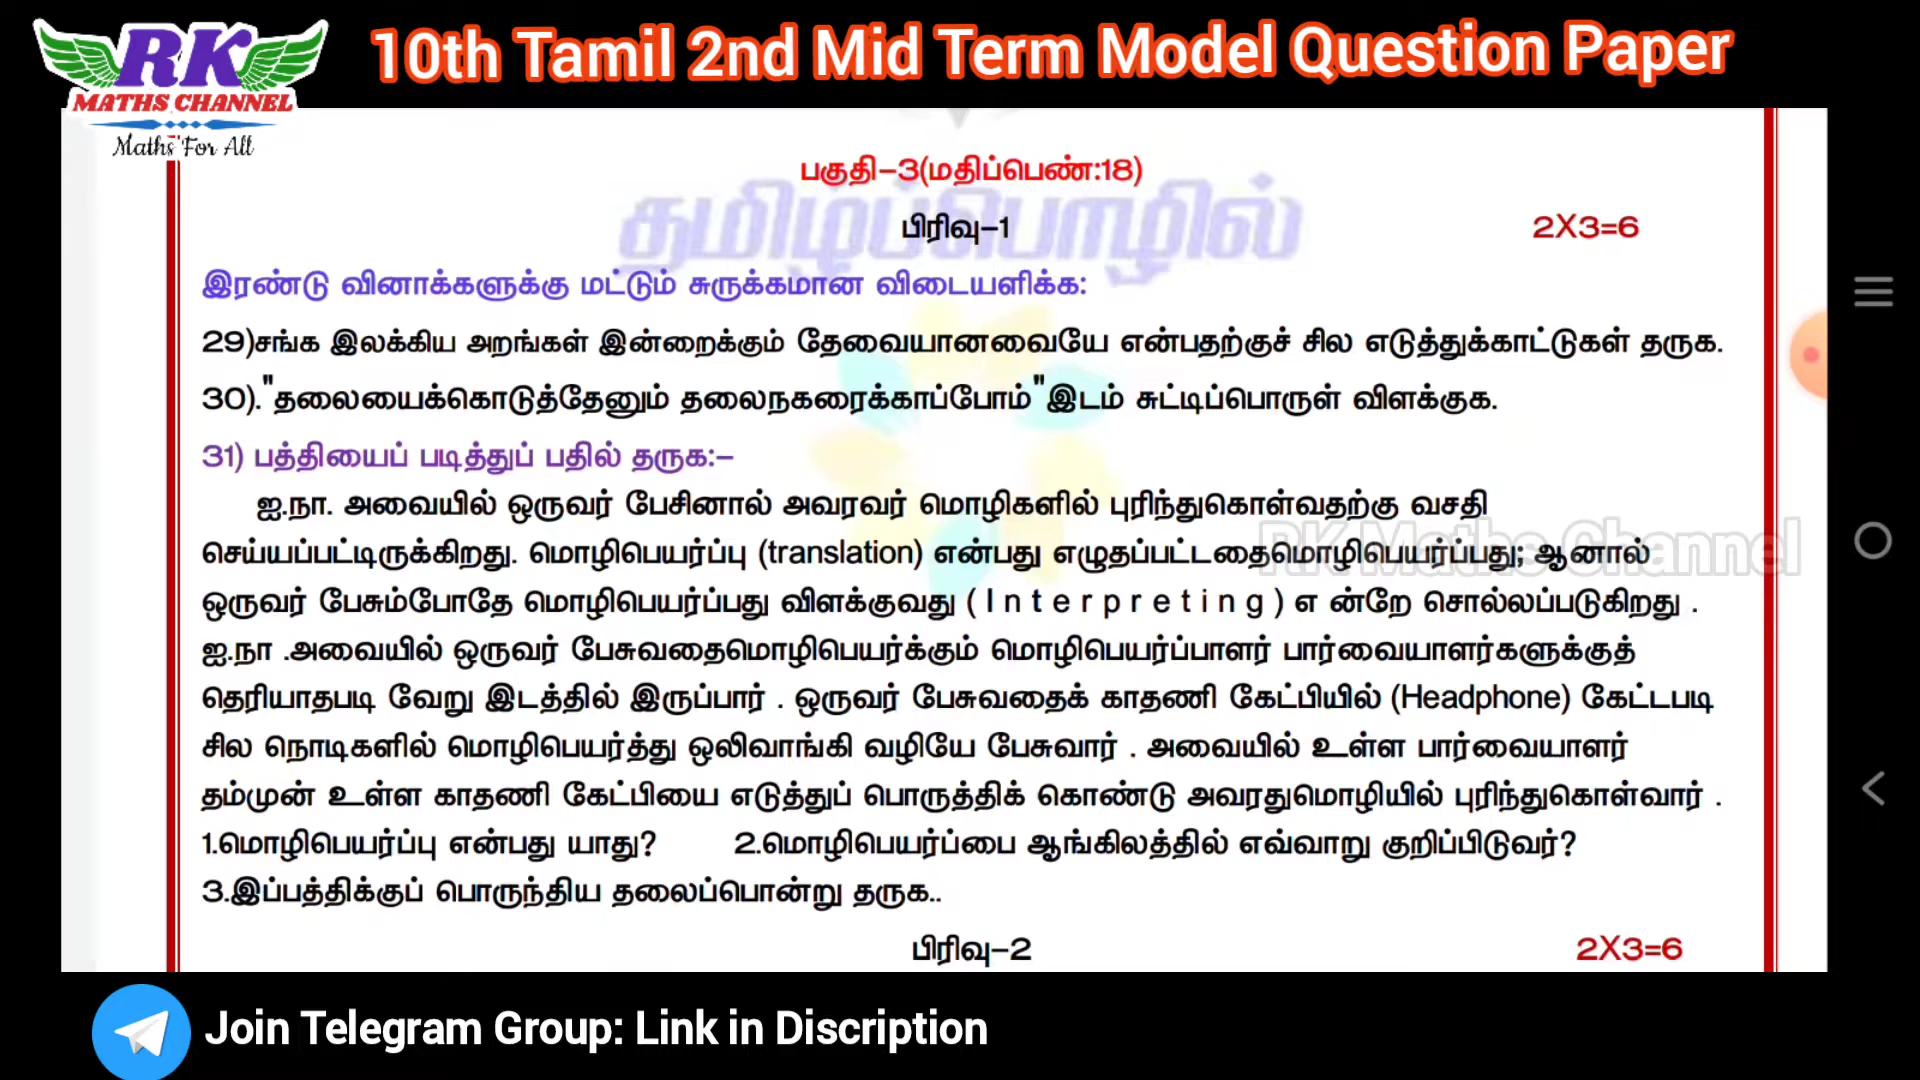 RK
MATHS CHANNEL
Maths For All
10th Tamil 2nd Mid Term Model Question Paper
பகுதி-3(மதிப்பெண்:18)
தமிழ்ப்பொழில்
பிரிவு-1 2X3=6
இரண்டு வினாக்களுக்கு மட்டும் சுருக்கமான விடையளிக்க:
29)சங்க இலக்கிய அறங்கள் இன்றைக்கும் தேவையானவையே என்பதற்குச் சில எடுத்துக்காட்டுகள் தருக.
30)."தலையைக்கொடுத்தேனும் தலைநகரைக்காப்போம்"இடம் சுட்டிப்பொருள் விளக்குக.
31) பத்தியைப் படித்துப் பதில் தருக:-
ஐ.நா. அவையில் ஒருவர் பேசினால் அவரவர் மொழிகளில் புரிந்துகொள்வதற்கு வசதி
செய்யப்பட்டிருக்கிறது. மொழிபெயர்ப்பு (translation) என்பது எழுதப்பட்டதைமொழிபெயர்ப்பது; ஆனால்
RK Maths Channel
ஒருவர் பேசும்போதே மொழிபெயர்ப்பது விளக்குவது ( I n t e r p r e t i n g ) எ ன்றே சொல்லப்படுகிறது .
ஐ.நா .அவையில் ஒருவர் பேசுவதைமொழிபெயர்க்கும் மொழிபெயர்ப்பாளர் பார்வையாளர்களுக்குத்
தெரியாதபடி வேறு இடத்தில் இருப்பார் . ஒருவர் பேசுவதைக் காதணி கேட்பியில் (Headphone) கேட்டபடி
சில நொடிகளில் மொழிபெயர்த்து ஒலிவாங்கி வழியே பேசுவார் . அவையில் உள்ள பார்வையாளர்
தம்முன் உள்ள காதணி கேட்பியை எடுத்துப் பொருத்திக் கொண்டு அவரதுமொழியில் புரிந்துகொள்வார் .
1.மொழிபெயர்ப்பு என்பது யாது? 2.மொழிபெயர்ப்பை ஆங்கிலத்தில் எவ்வாறு குறிப்பிடுவர்?
3.இப்பத்திக்குப் பொருந்திய தலைப்பொன்று தருக..
பிரிவு-2 2X3=6
Join Telegram Group: Link in Discription